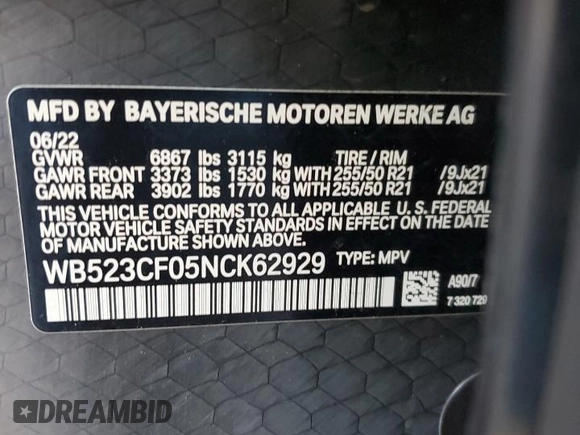 MFD BY BAYERISCHE MOTOREN WERKE AG
06/22
GVWR 6867 lbs 3115 kg TIRE / RIM
GAWR FRONT 3373 lbs 1530 kg WITH 255/50 R21 /9Jx21
GAWR REAR 3902 lbs 1770 kg WITH 255/50 R21 /9Jx21
THIS VEHICLE CONFORMS TO ALL APPLICABLE U. S. FEDERAL
MOTOR VEHICLE SAFETY STANDARDS IN EFFECT ON THE
DATE OF MANUFACTURE SHOWN ABOVE.
WB523CF05NCK62929 TYPE: MPV
A90/7
7 320 729
DREAMBID